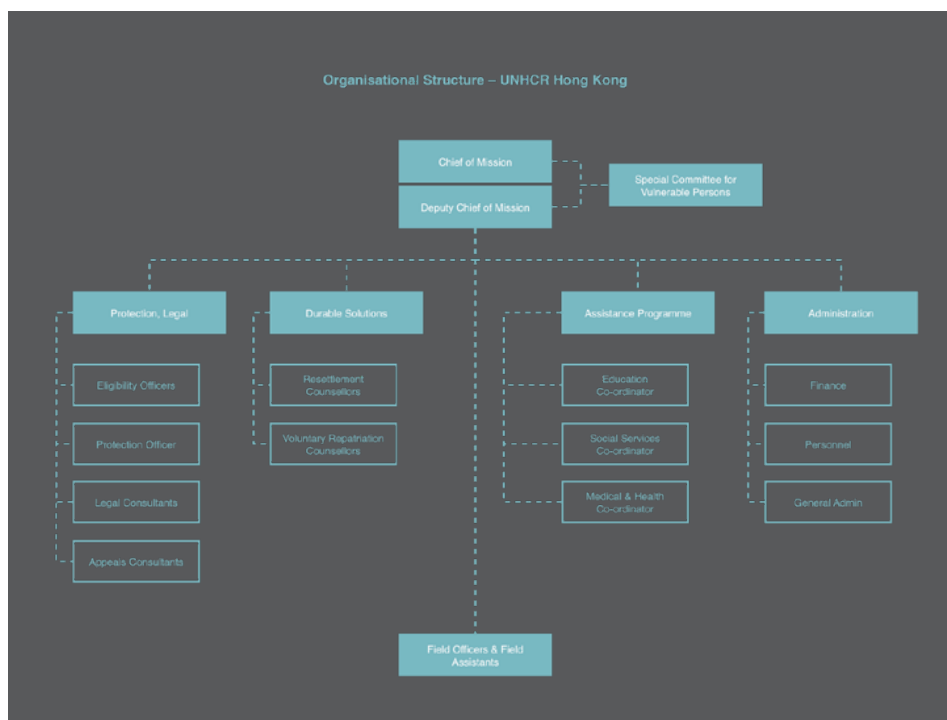 Organisational Structure – UNHCR Hong Kong
Chief of Mission
Deputy Chief of Mission
Special Committee for
Vulnerable Persons
Protection, Legal
Eligibility Officers
Protection Officer
Legal Consultants
Appeals Consultants
Durable Solutions
Resettlement
Counsellors
Voluntary Repatriation
Counsellors
Assistance Programme
Education
Co-ordinator
Social Services
Co-ordinator
Medical & Health
Co-ordinator
Administration
Finance
Personnel
General Admin
Field Officers & Field
Assistants